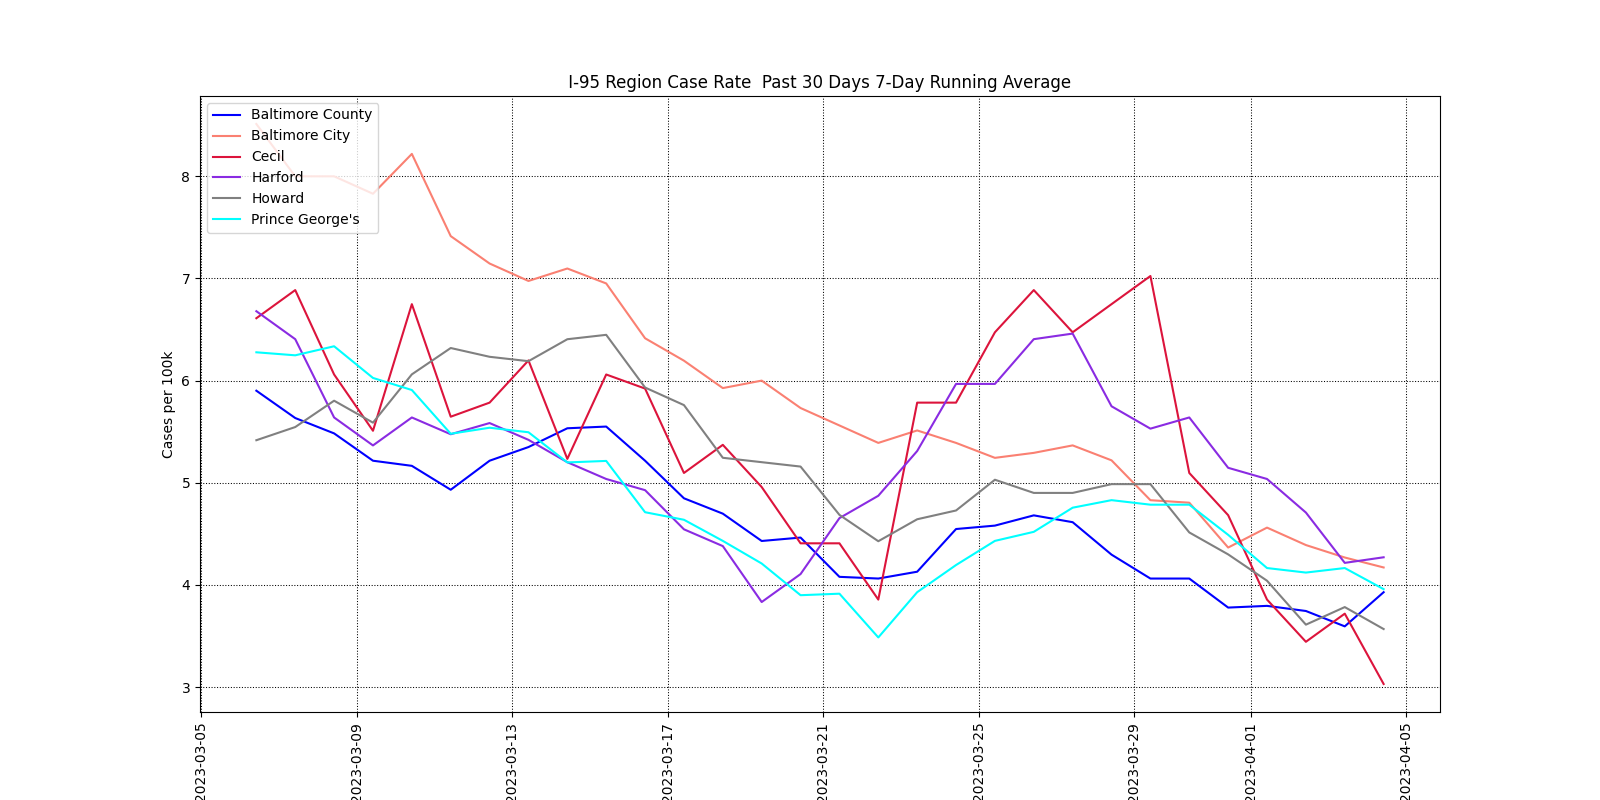 I-95 Region Case Rate  Past 30 Days 7-Day Running Average
Baltimore County
Baltimore City
Cecil
Harford
Howard
Prince George's
8
7
6
5
4
3
Cases per 100k
2023-03-05
2023-03-09
2023-03-13
2023-03-17
2023-03-21
2023-03-25
2023-03-29
2023-04-01
2023-04-05